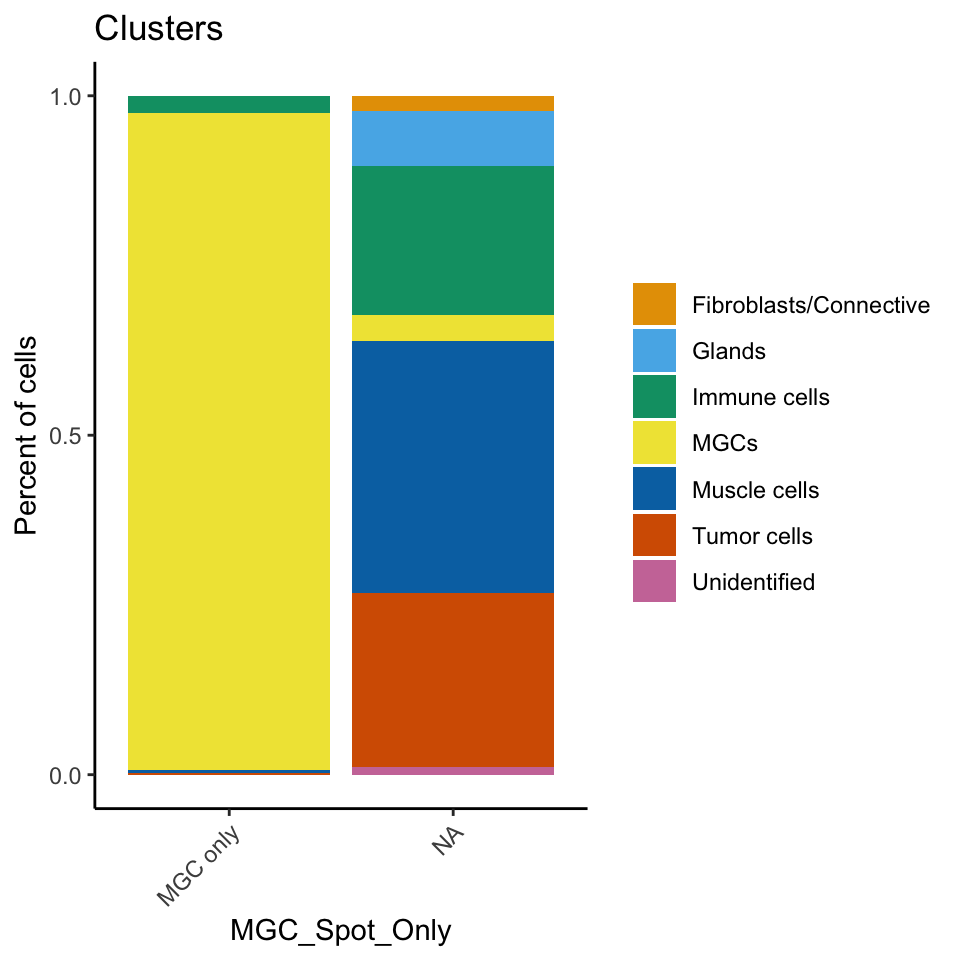 Clusters
1.0
0.5
0.0
Percent of cells
MGC only
NA
MGC_Spot_Only
Fibroblasts/Connective
Glands
Immune cells
MGCs
Muscle cells
Tumor cells
Unidentified